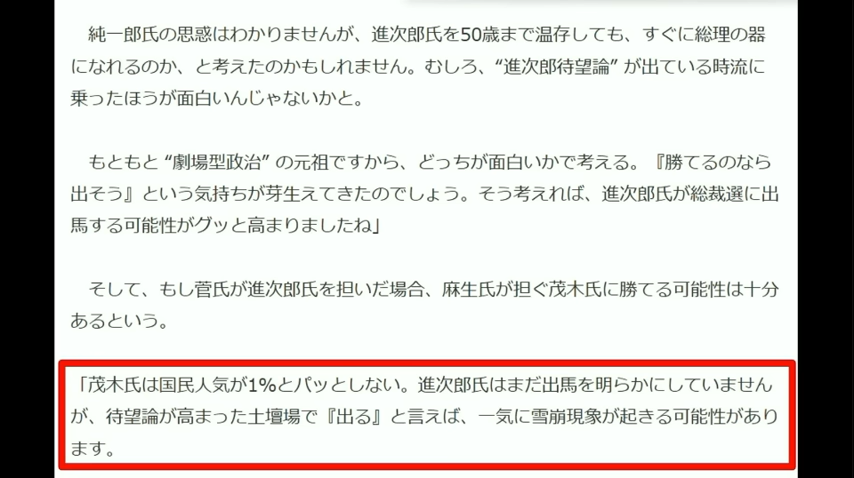 純一郎氏の思惑はわかりませんが、進次郎氏を50歳まで温存しても、すぐに総理の器
になれるのか、と考えたのかもしれません。むしろ、“進次郎待望論” が出ている時流に
乗ったほうが面白いんじゃないかと。
もともと “劇場型政治” の元祖ですから、どっちが面白いかで考える。『勝てるのなら
出そう』という気持ちが芽生えてきたのでしょう。そう考えれば、進次郎氏が総裁選に出
馬する可能性がグッと高まりましたね」
そして、もし菅氏が進次郎氏を担いだ場合、麻生氏が担ぐ茂木氏に勝てる可能性は十分
あるという。
「茂木氏は国民人気が1%とパッとしない。進次郎氏はまだ出馬を明らかにしていません
が、待望論が高まった土壇場で『出る』と言えば、一気に雪崩現象が起きる可能性があり
ます。